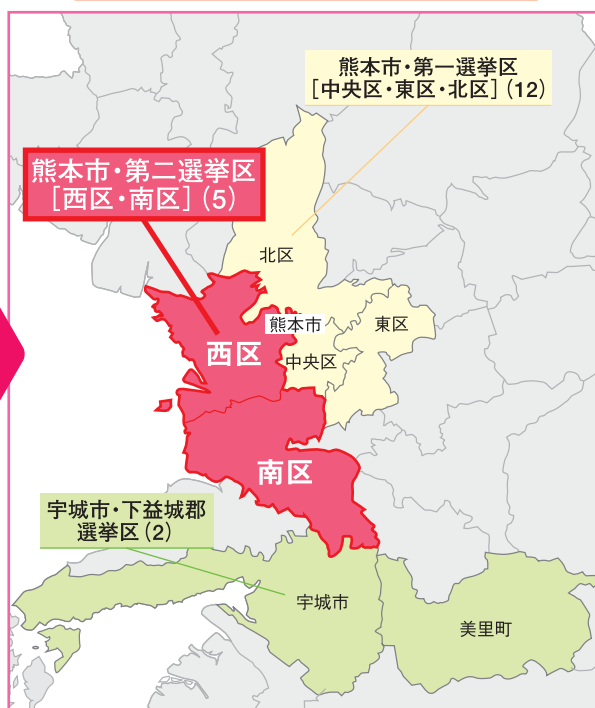 熊本市・第一選挙区
[中央区・東区・北区](12)
熊本市・第二選挙区
[西区・南区](5)
北区
熊本市
東区
西区
中央区
南区
宇城市・下益城郡
選挙区(2)
宇城市
美里町